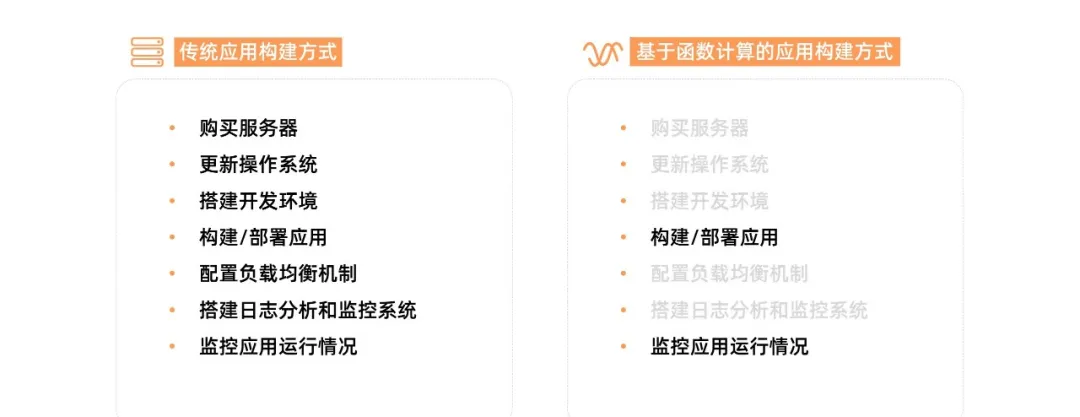 传统应用构建方式
购买服务器
更新操作系统
搭建开发环境
构建/部署应用
配置负载均衡机制
搭建日志分析和监控系统
监控应用运行情况
基于函数计算的应用构建方式
购买服务器
更新操作系统
搭建开发环境
构建/部署应用
配置负载均衡机制
搭建日志分析和监控系统
监控应用运行情况